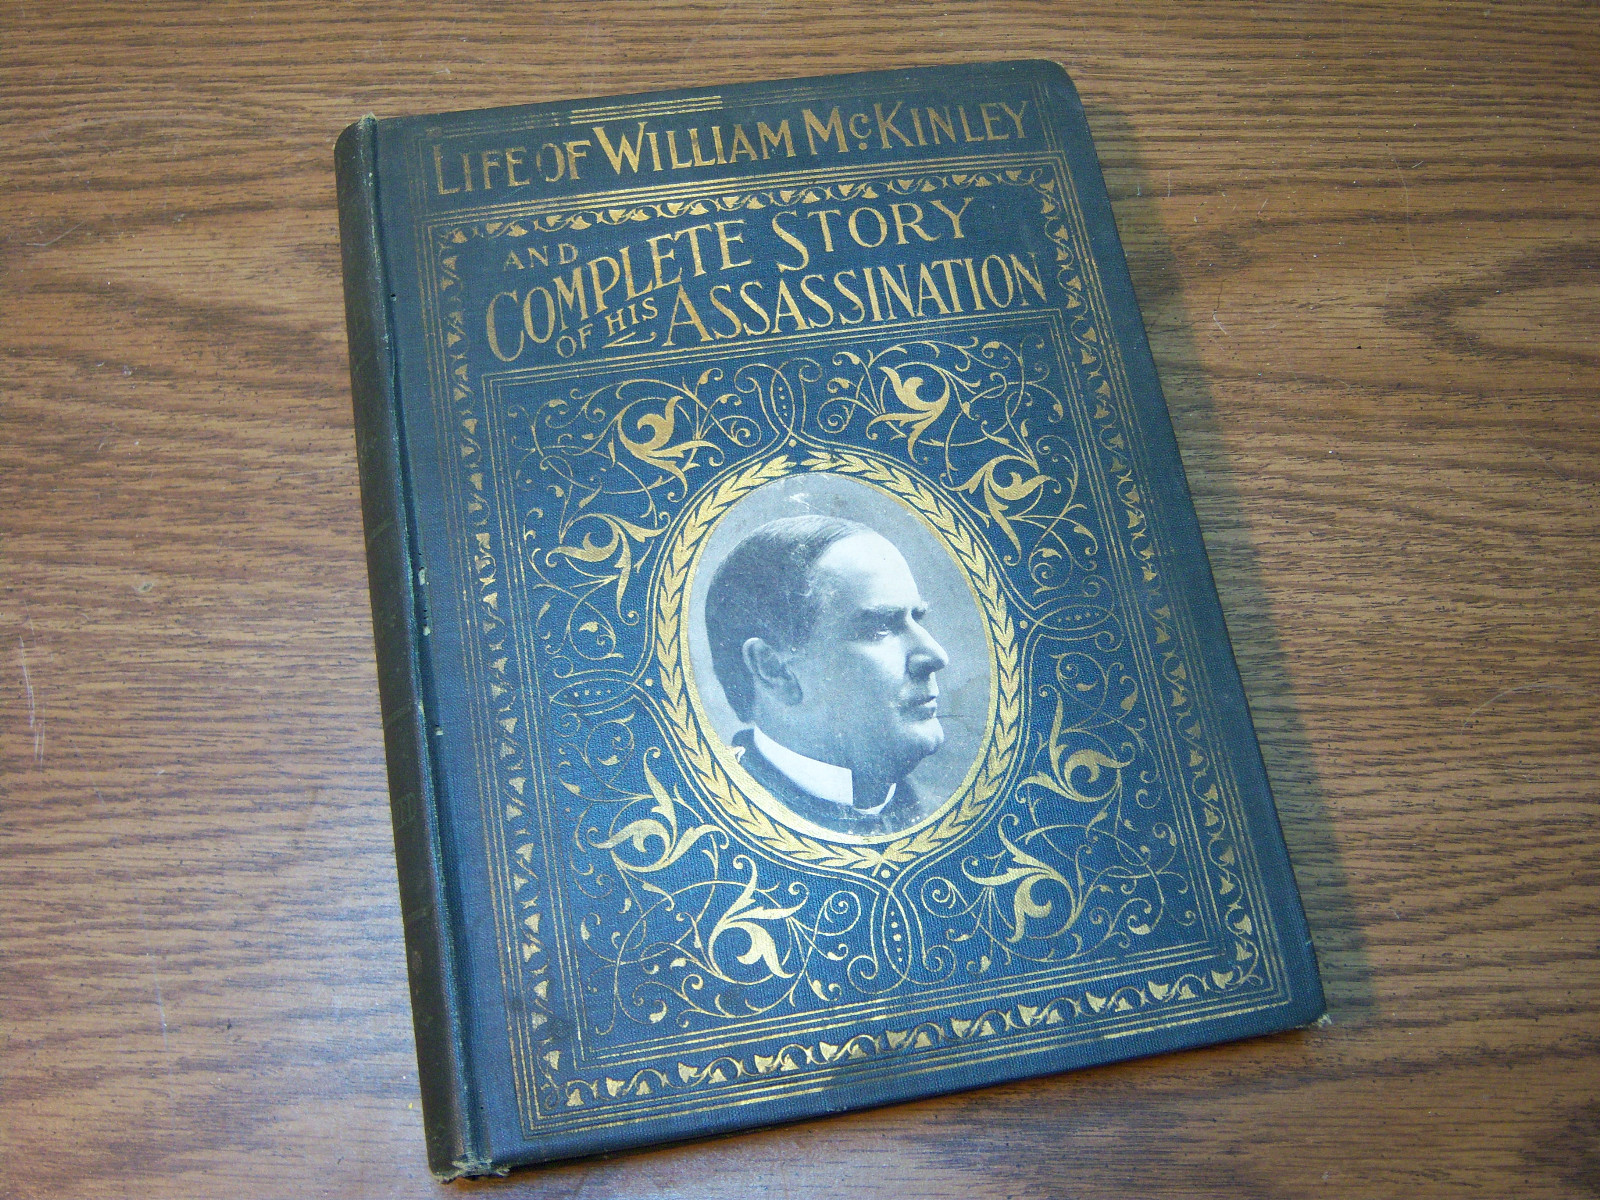 LIFE OF WILLIAM McKINLEY
AND
COMPLETE STORY
OF HIS ASSASSINATION